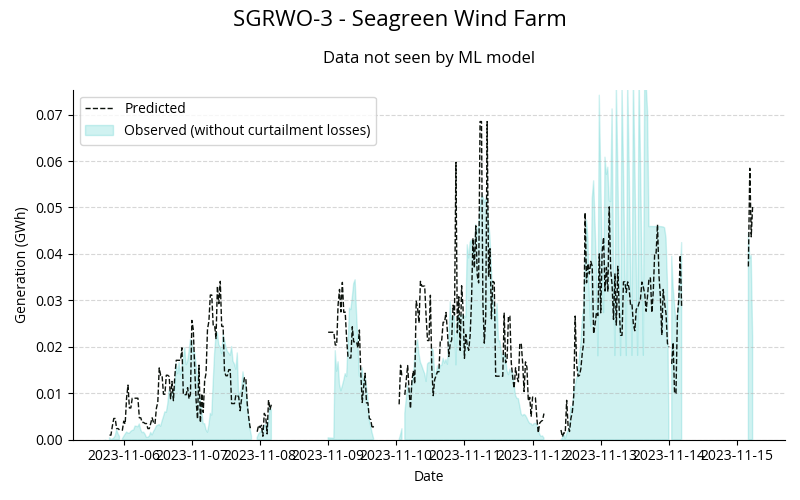 SGRWO-3 - Seagreen Wind Farm
Data not seen by ML model
Predicted
Observed (without curtailment losses)
Generation (GWh)
0.07
0.06
0.05
0.04
0.03
0.02
0.01
0.00
2023-11-06 2023-11-07 2023-11-08 2023-11-09 2023-11-10 2023-11-11 2023-11-12 2023-11-13 2023-11-14 2023-11-15
Date